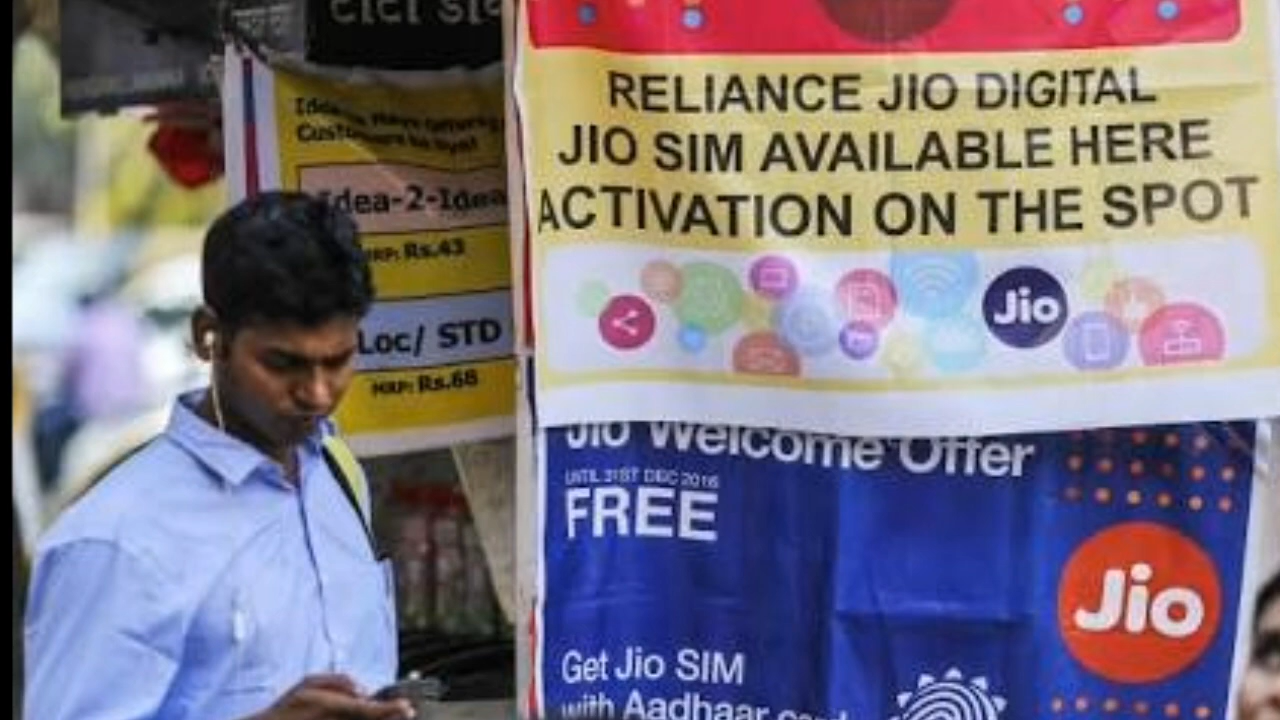 Idea-2-Idea
MRP: Rs.43
Loc/ STD
MRP: Rs.68
RELIANCE JIO DIGITAL
JIO SIM AVAILABLE HERE
ACTIVATION ON THE SPOT
Jio
Jio Welcome Offer
UNTIL 31ST DEC 2016
FREE
Jio
Get Jio SIM
with Aadhaar card